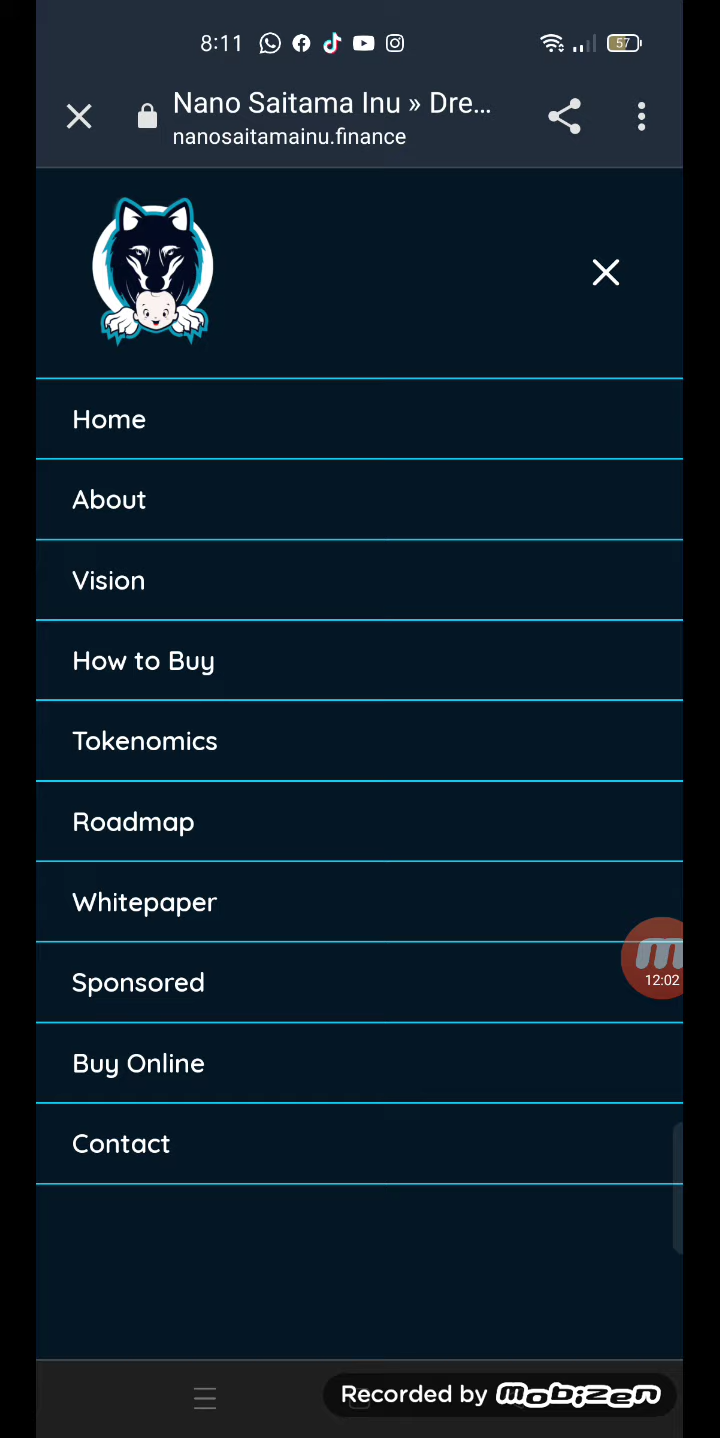 8:11
57
Nano Saitama Inu » Dre...
nanosaitamainu.finance
Home
About
Vision
How to Buy
Tokenomics
Roadmap
Whitepaper
Sponsored
12:02
Buy Online
Contact
Recorded by mobizen